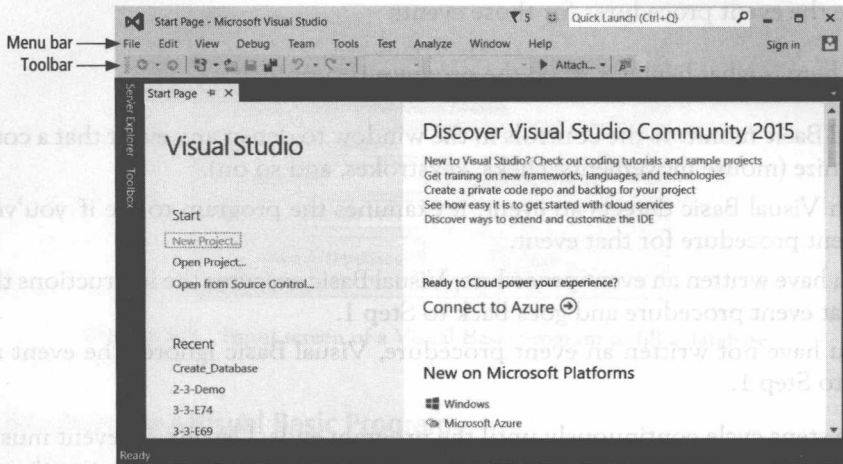 Start Page - Microsoft Visual Studio
5
Quick Launch (Ctrl+Q)
Menu bar
File Edit View Debug Team Tools Test Analyze Window Help
Sign in
Toolbar
Attach...
Server Explorer Toolbox
Start Page
Visual Studio
Start
New Project...
Open Project...
Open from Source Control...
Recent
Create_Database
2-3-Demo
3-3-E74
3-3-E69
Discover Visual Studio Community 2015
New to Visual Studio? Check out coding tutorials and sample projects
Get training on new frameworks, languages, and technologies
Create a private code repo and backlog for your project
See how easy it is to get started with cloud services
Discover ways to extend and customize the IDE
Ready to Cloud-power your experience?
Connect to Azure
New on Microsoft Platforms
Windows
Microsoft Azure
Ready